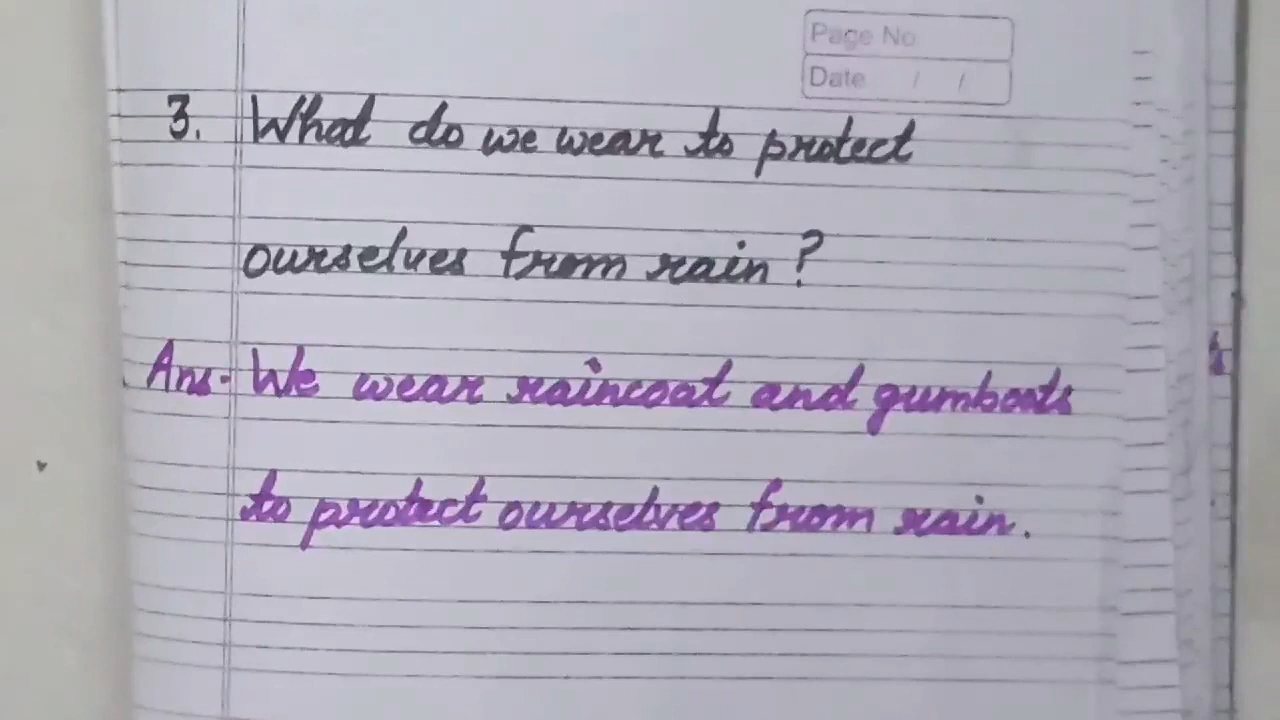 Page No
Date / /
3. What do we wear to protect
ourselves from rain?
Ans. We wear raincoat and gumboots
to protect ourselves from rain.